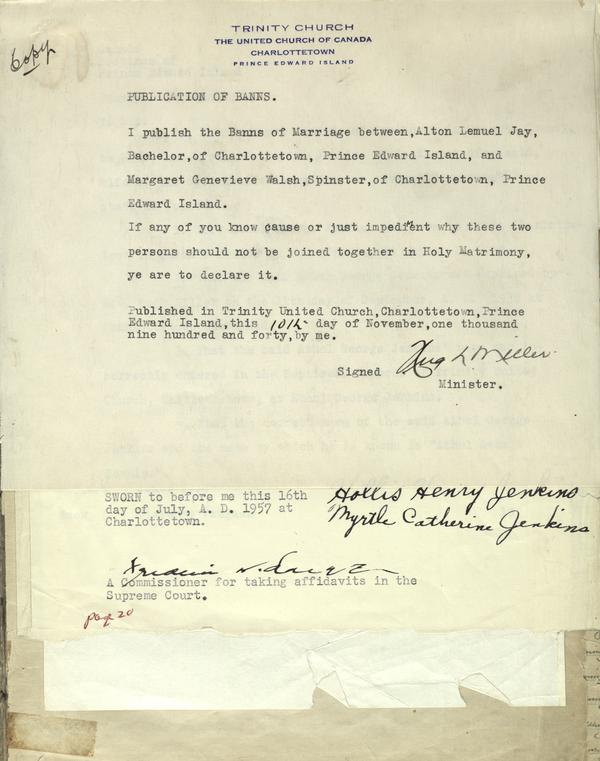 Copy
TRINITY CHURCH
THE UNITED CHURCH OF CANADA
CHARLOTTETOWN
PRINCE EDWARD ISLAND
PUBLICATION OF BANNS.
I publish the Banns of Marriage between,Alton Lemuel Jay,
Bachelor,of Charlottetown, Prince Edward Island, and
Margaret Genevieve Walsh,Spinster,of Charlottetown, Prince
Edward Island.
If any of you know cause or just impediment why these two
persons should not be joined together in Holy Matrimony,
ye are to declare it.
Published in Trinity United Church,Charlottetown,Prince
Edward Island,this 10th day of November,one thousand
nine hundred and forty,by me.
Signed Miller
Minister.
SWORN to before me this 16th
day of July, A. D. 1957 at
Charlottetown.
Hollis Henry Jenkins
Myrtle Catherine Jenkins
A Commissioner for taking affidavits in the
Supreme Court.
page 20